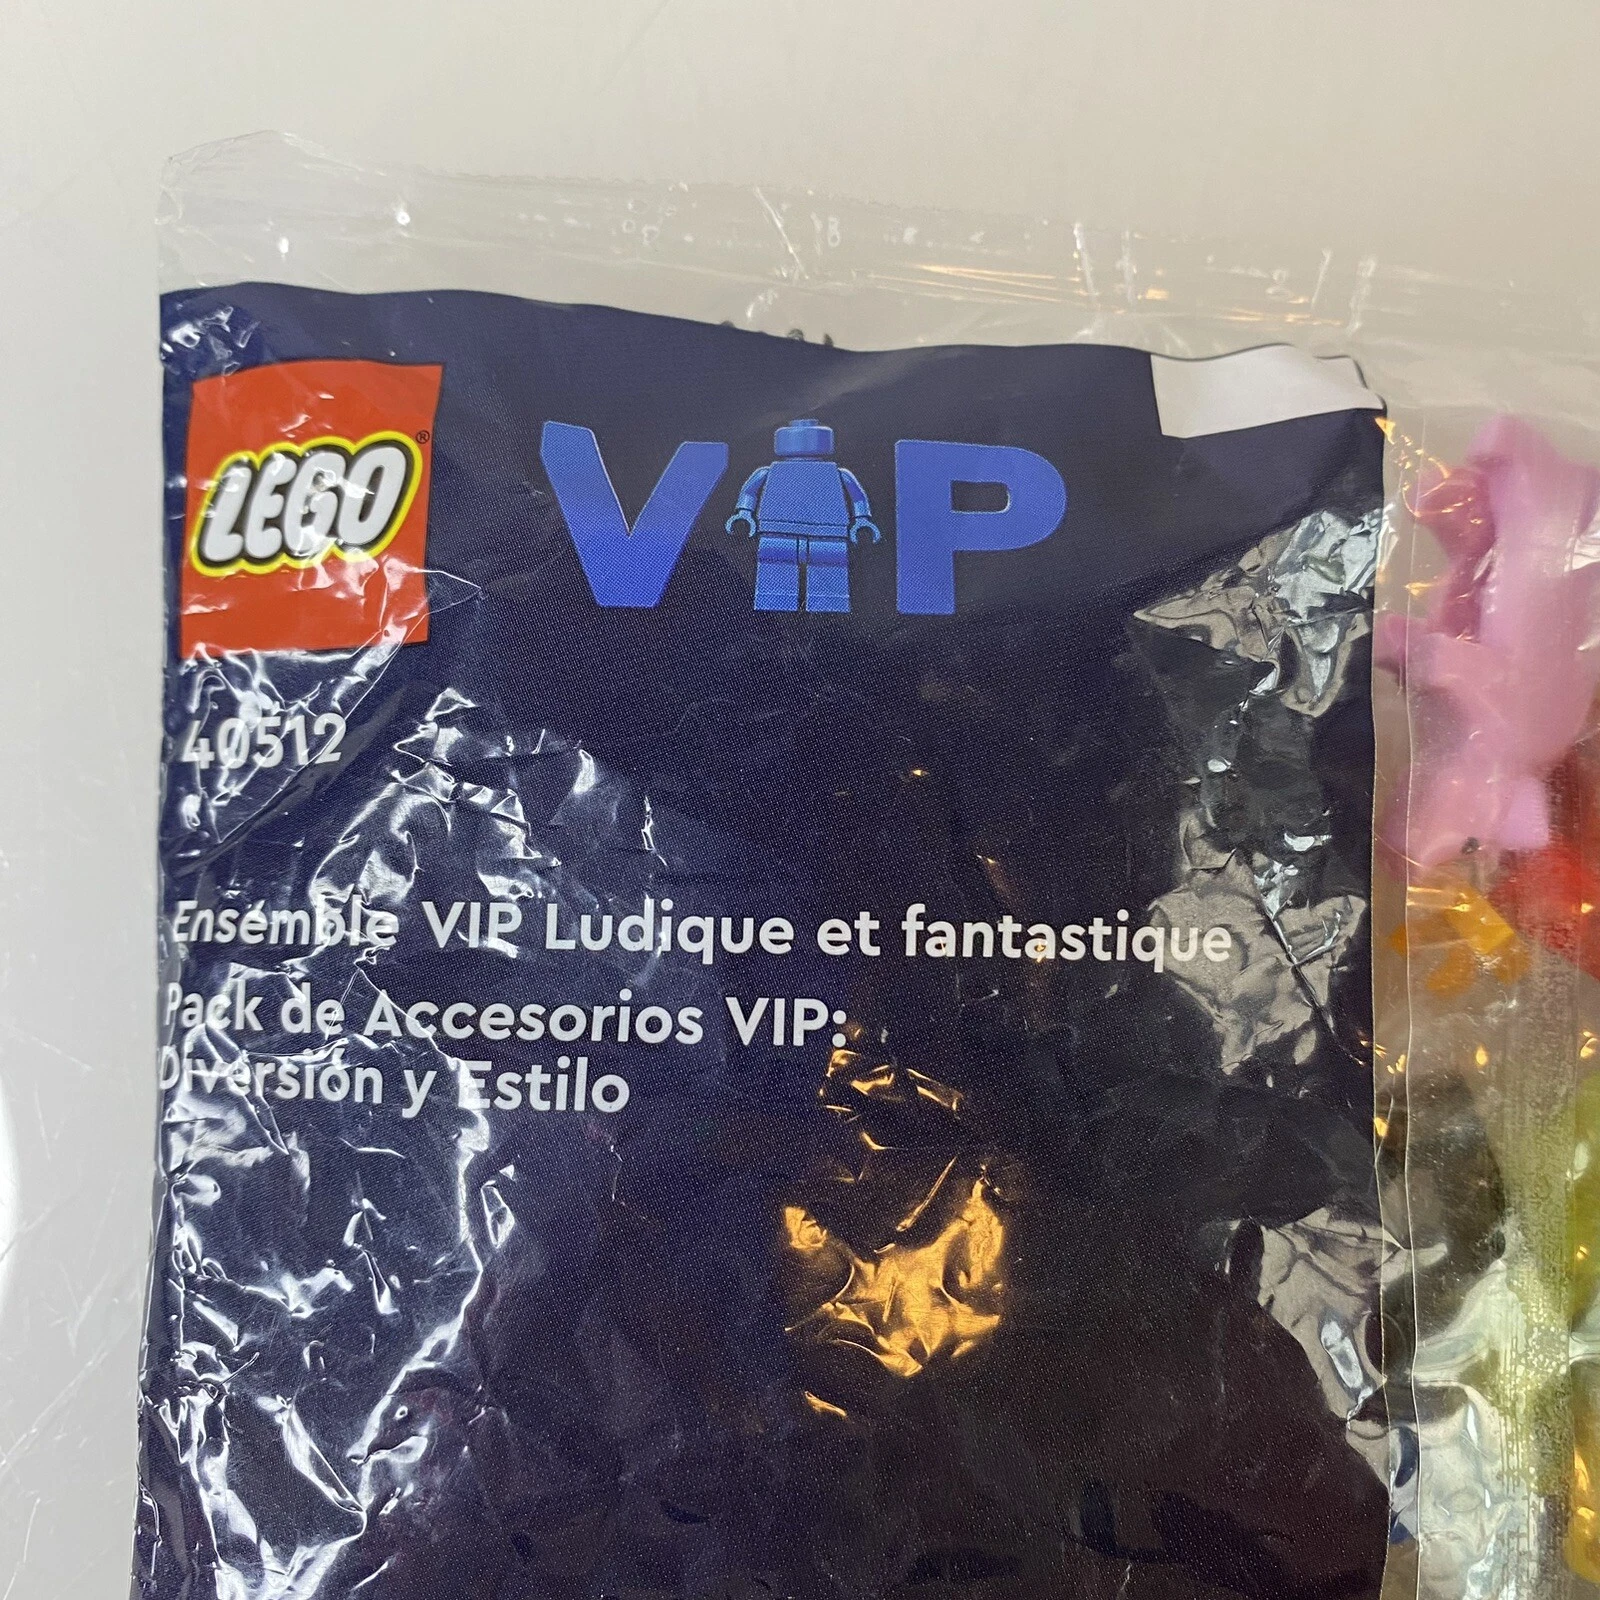 LEGO®
VIP
40512
Ensemble VIP Ludique et fantastique
Pack de Accesorios VIP:
Diversión y Estilo